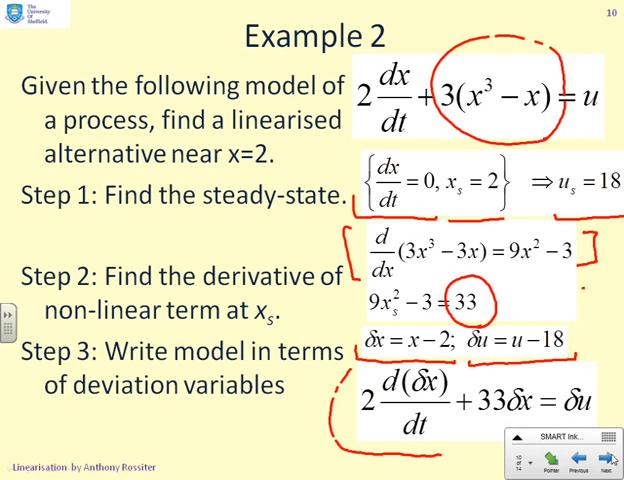 The
University
Of
Sheffield.
10
Example 2
Given the following model of
a process, find a linearised
alternative near x=2.
2 dx/dt + 3(x³ − x) = u
Step 1: Find the steady-state.
{dx/dt = 0, x_s = 2} ⇒ u_s = 18
d/dx (3x³ − 3x) = 9x² − 3
Step 2: Find the derivative of
non-linear term at x_s.
9x_s² − 3 = 33
Step 3: Write model in terms
of deviation variables
δx = x − 2; δu = u − 18
2 d(δx)/dt + 33δx = δu
Linearisation by Anthony Rossiter
SMART Ink...
10
of
14
Pointer
Previous
Next